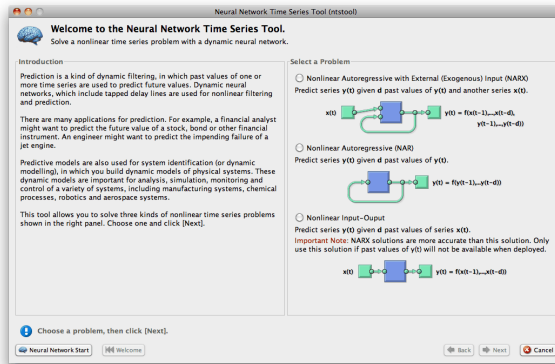 Neural Network Time Series Tool (ntstool)
Welcome to the Neural Network Time Series Tool.
Solve a nonlinear time series problem with a dynamic neural network.
Introduction
Prediction is a kind of dynamic filtering, in which past values of one or
more time series are used to predict future values. Dynamic neural
networks, which include tapped delay lines are used for nonlinear filtering
and prediction.
There are many applications for prediction. For example, a financial analyst
might want to predict the future value of a stock, bond or other financial
instrument. An engineer might want to predict the impending failure of a
jet engine.
Predictive models are also used for system identification (or dynamic
modelling), in which you build dynamic models of physical systems. These
dynamic models are important for analysis, simulation, monitoring and
control of a variety of systems, including manufacturing systems, chemical
processes, robotics and aerospace systems.
This tool allows you to solve three kinds of nonlinear time series problems
shown in the right panel. Choose one and click [Next].
Select a Problem
Nonlinear Autoregressive with External (Exogenous) Input (NARX)
Predict series y(t) given d past values of y(t) and another series x(t).
x(t) y(t) = f(x(t-1),...,x(t-d),
y(t-1),...,y(t-d))
Nonlinear Autoregressive (NAR)
Predict series y(t) given d past values of y(t).
y(t) = f(y(t-1),...y(t-d))
Nonlinear Input-Ouput
Predict series y(t) given d past values of series x(t).
Important Note: NARX solutions are more accurate than this solution. Only
use this solution if past values of y(t) will not be available when deployed.
x(t) y(t) = f(x(t-1),...,x(t-d))
Choose a problem, then click [Next].
Neural Network Start Welcome Back Next Cancel